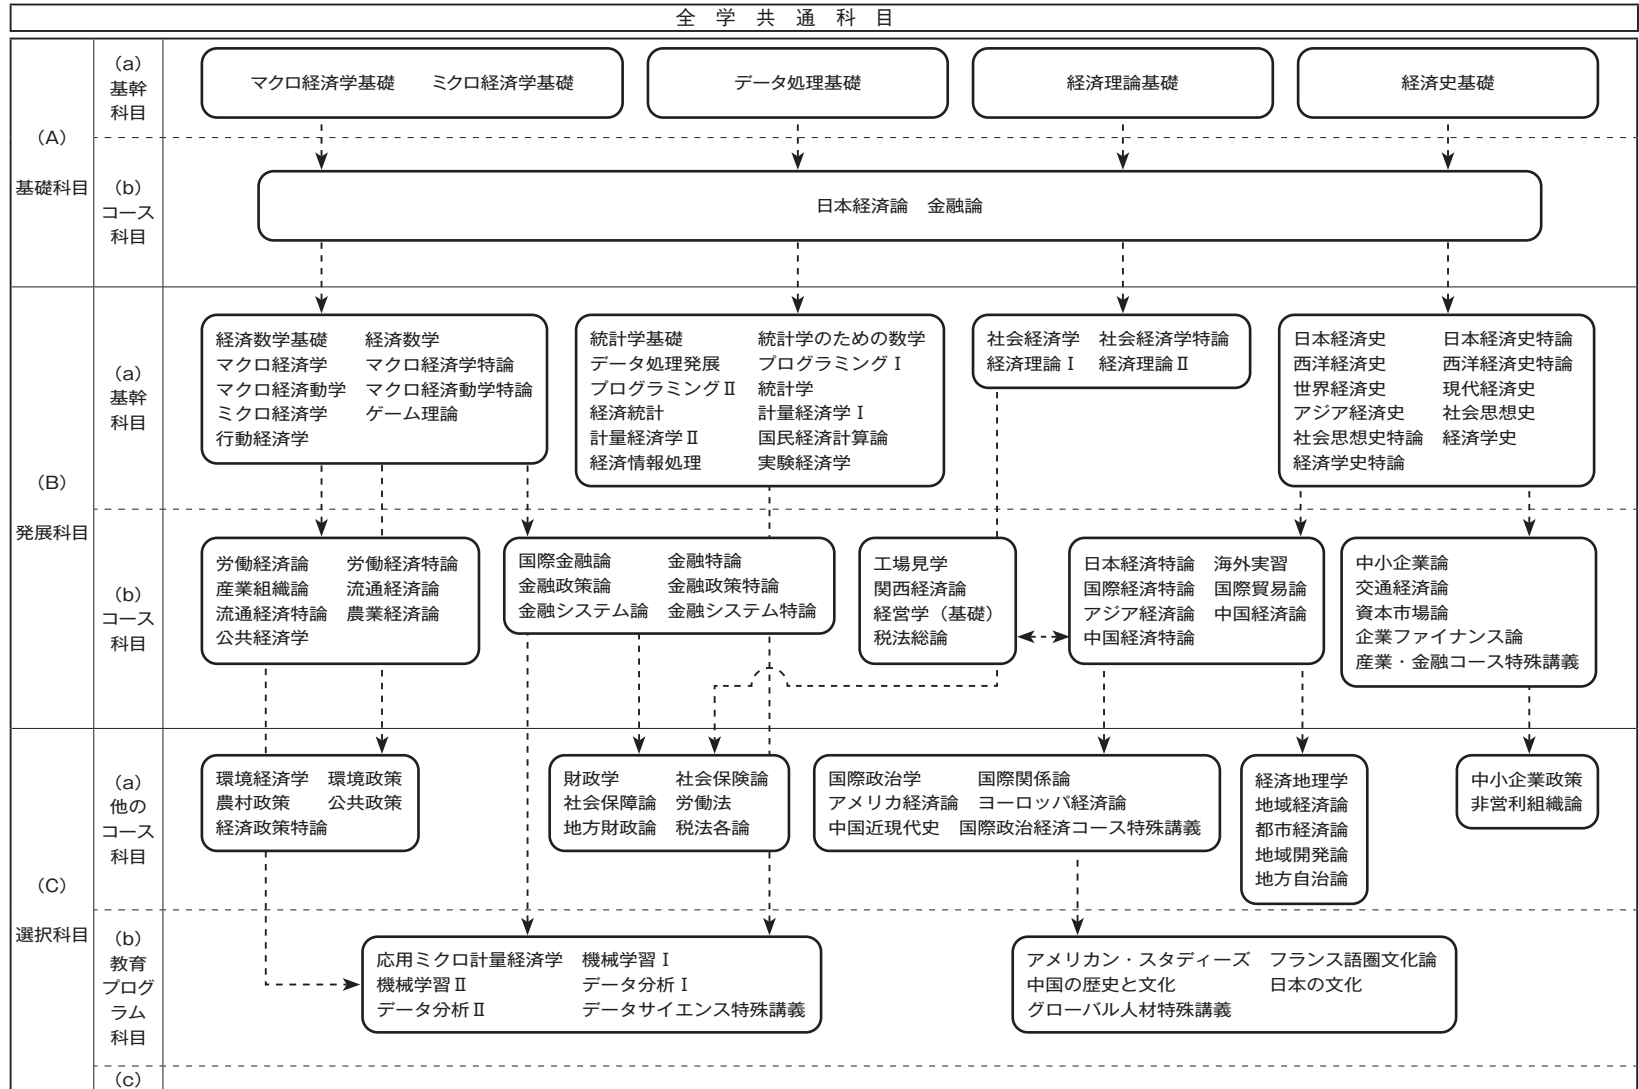 全学共通科目
(A)
基礎科目
(a)
基幹
科目
マクロ経済学基礎 ミクロ経済学基礎
データ処理基礎
経済理論基礎
経済史基礎
(b)
コース
科目
日本経済論 金融論
(B)
発展科目
(a)
基幹
科目
経済数学基礎 経済数学
マクロ経済学 マクロ経済学特論
マクロ経済動学 マクロ経済動学特論
ミクロ経済学 ゲーム理論
行動経済学
統計学基礎 統計学のための数学
データ処理発展 プログラミングⅠ
プログラミングⅡ 統計学
経済統計 計量経済学Ⅰ
計量経済学Ⅱ 国民経済計算論
経済情報処理 実験経済学
社会経済学 社会経済学特論
経済理論Ⅰ 経済理論Ⅱ
日本経済史 日本経済史特論
西洋経済史 西洋経済史特論
世界経済史 現代経済史
アジア経済史 社会思想史
社会思想史特論 経済学史
経済学史特論
(b)
コース
科目
労働経済論 労働経済特論
産業組織論 流通経済論
流通経済特論 農業経済論
公共経済学
国際金融論 金融特論
金融政策論 金融政策特論
金融システム論 金融システム特論
工場見学
関西経済論
経営学（基礎）
税法総論
日本経済特論 海外実習
国際経済特論 国際貿易論
アジア経済論 中国経済論
中国経済特論
中小企業論
交通経済論
資本市場論
企業ファイナンス論
産業・金融コース特殊講義
(C)
選択科目
(a)
他の
コース
科目
環境経済学 環境政策
農村政策 公共政策
経済政策特論
財政学 社会保険論
社会保障論 労働法
地方財政論 税法各論
国際政治学 国際関係論
アメリカ経済論 ヨーロッパ経済論
中国近現代史 国際政治経済コース特殊講義
経済地理学
地域経済論
都市経済論
地域開発論
地方自治論
中小企業政策
非営利組織論
(b)
教育
プログ
ラム
科目
応用ミクロ計量経済学 機械学習Ⅰ
機械学習Ⅱ データ分析Ⅰ
データ分析Ⅱ データサイエンス特殊講義
アメリカン・スタディーズ フランス語圏文化論
中国の歴史と文化 日本の文化
グローバル人材特殊講義
(c)